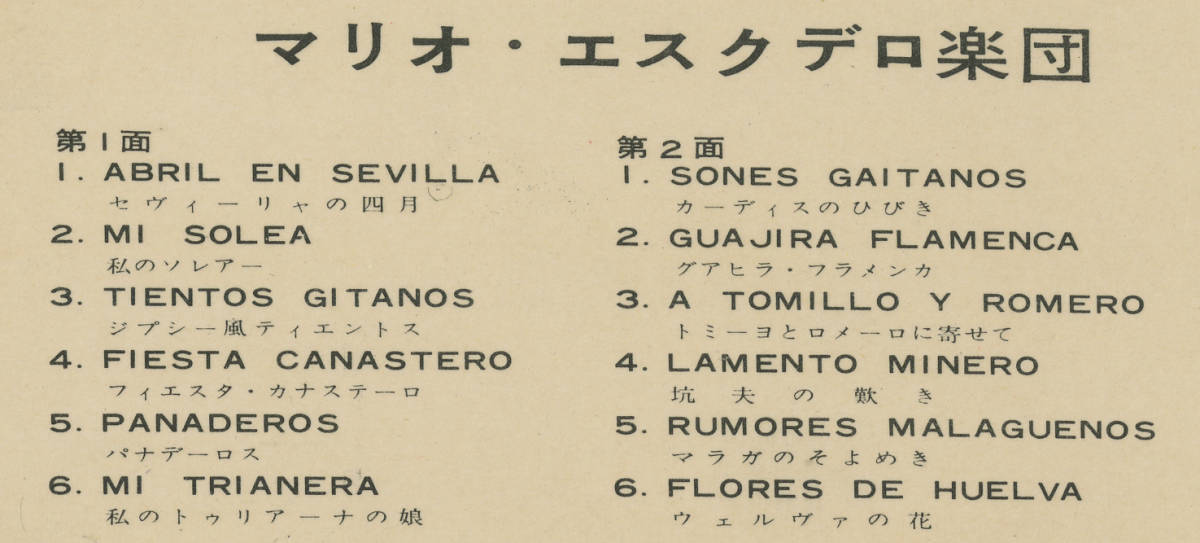 マリオ・エスクデロ楽団
第1面
1. ABRIL EN SEVILLA
セヴィーリャの四月
2. MI SOLEA
私のソレアー
3. TIENTOS GITANOS
ジプシー風ティエントス
4. FIESTA CANASTERO
フィエスタ・カナステーロ
5. PANADEROS
パナデーロス
6. MI TRIANERA
私のトゥリアーナの娘
第2面
1. SONES GAITANOS
カーディスのひびき
2. GUAJIRA FLAMENCA
グアヒラ・フラメンカ
3. A TOMILLO Y ROMERO
トミーヨとロメーロに寄せて
4. LAMENTO MINERO
坑夫の歎き
5. RUMORES MALAGUENOS
マラガのそよめき
6. FLORES DE HUELVA
ウェルヴァの花